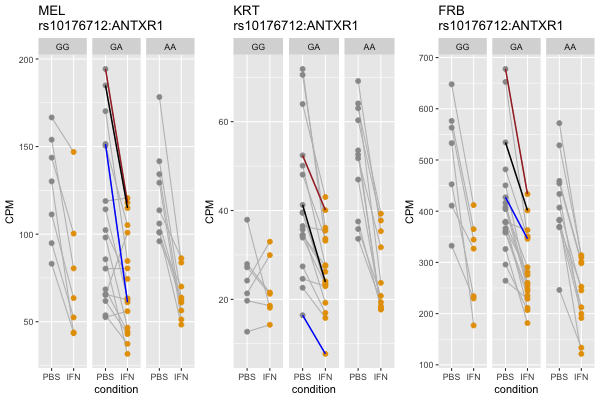 MEL
rs10176712:ANTXR1
GG GA AA
200
150
100
50
CPM
PBS IFN PBS IFN PBS IFN
condition
KRT
rs10176712:ANTXR1
GG GA AA
60
40
20
CPM
PBS IFN PBS IFN PBS IFN
condition
FRB
rs10176712:ANTXR1
GG GA AA
700
600
500
400
300
200
100
CPM
PBS IFN PBS IFN PBS IFN
condition